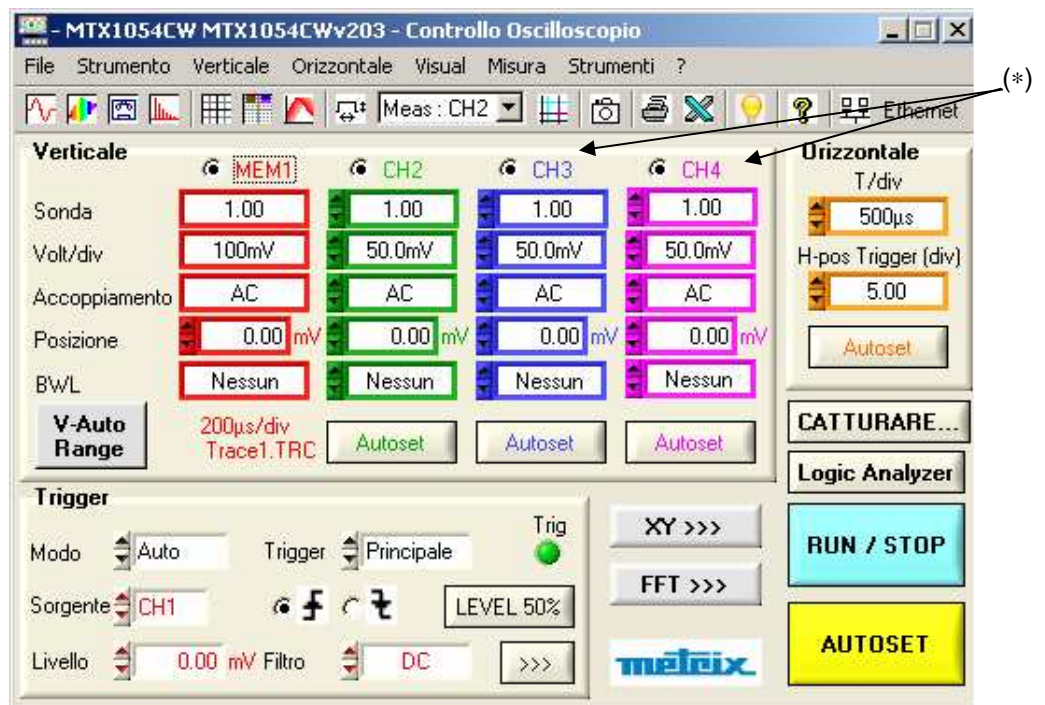 - MTX1054CW MTX1054CWv203 - Controllo Oscilloscopio
File Strumento Verticale Orizzontale Visual Misura Strumenti ?
(*)
Meas : CH2 Ethernet
Verticale
MEM1 CH2 CH3 CH4
Sonda 1.00 1.00 1.00 1.00
Volt/div 100mV 50.0mV 50.0mV 50.0mV
Accoppiamento AC AC AC AC
Posizione 0.00 mV 0.00 mV 0.00 mV 0.00 mV
BWL Nessun Nessun Nessun Nessun
V-Auto
Range
200µs/div
Trace1.TRC
Autoset Autoset Autoset
Orizzontale
T/div
500µs
H-pos Trigger (div)
5.00
Autoset
CATTURARE...
Logic Analyzer
RUN / STOP
AUTOSET
Trigger
Modo Auto Trigger Principale Trig
Sorgente CH1 LEVEL 50%
Livello 0.00 mV Filtro DC >>>
XY >>>
FFT >>>
metrix